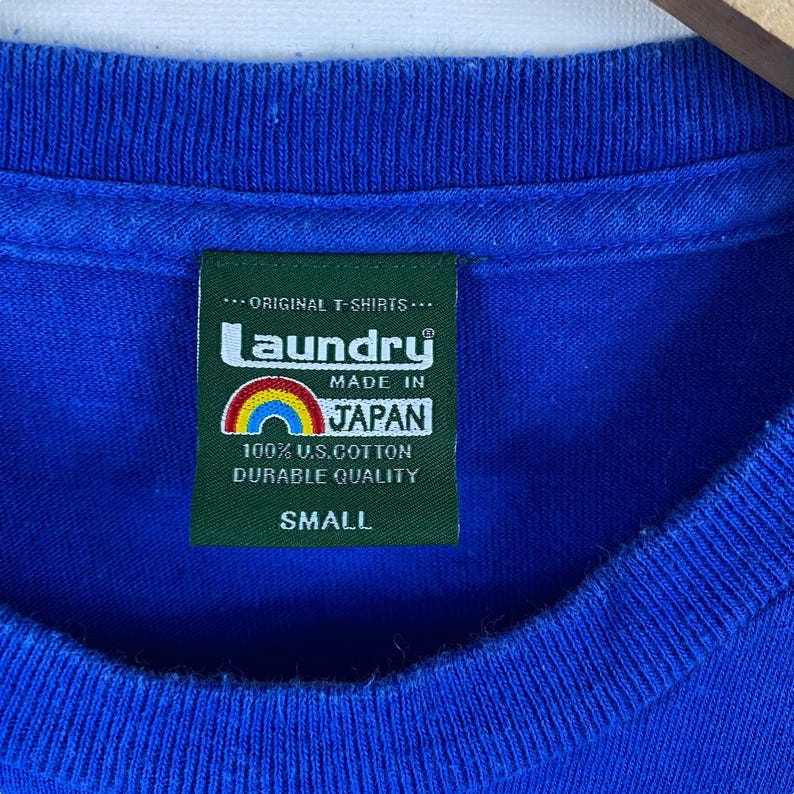 ···ORIGINAL T-SHIRTS···
Laundry®
MADE IN
JAPAN
100% U.S.COTTON
DURABLE QUALITY
SMALL